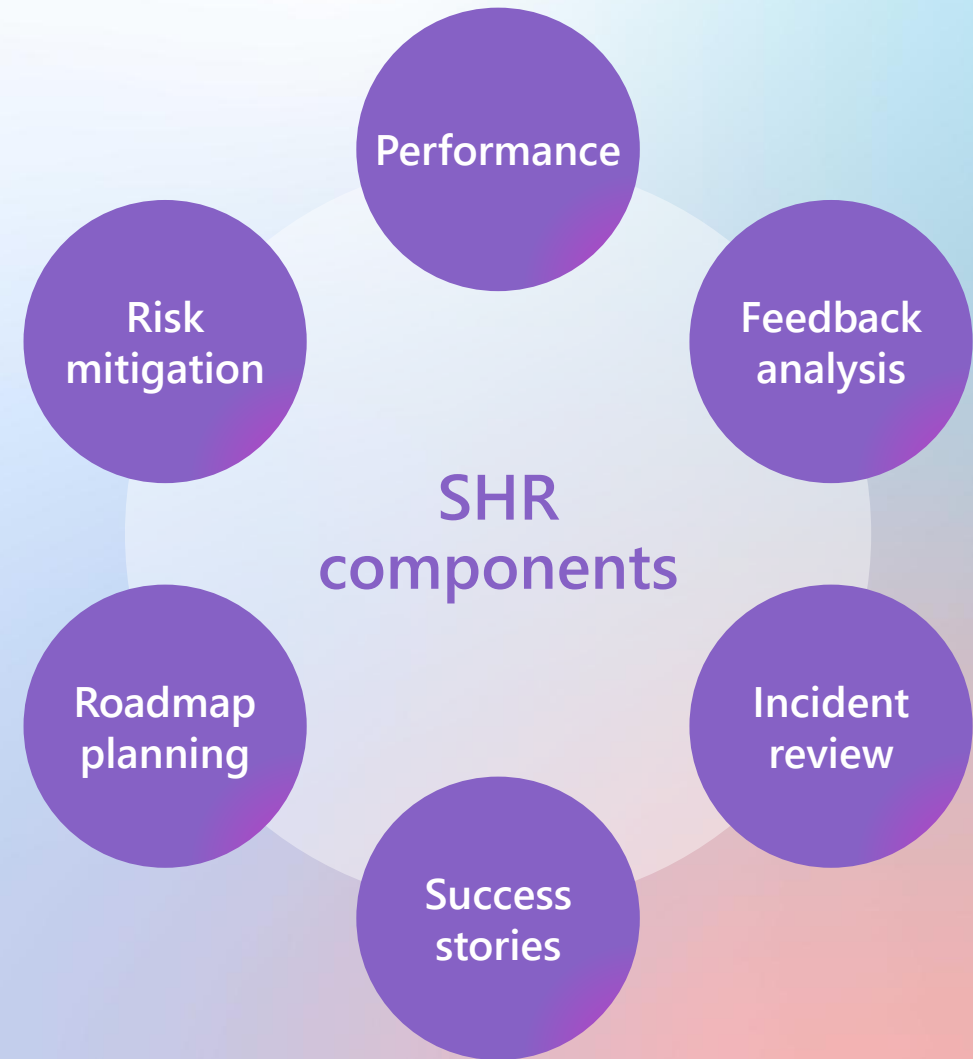 Performance
Risk
mitigation
Feedback
analysis
SHR
components
Roadmap
planning
Incident
review
Success
stories